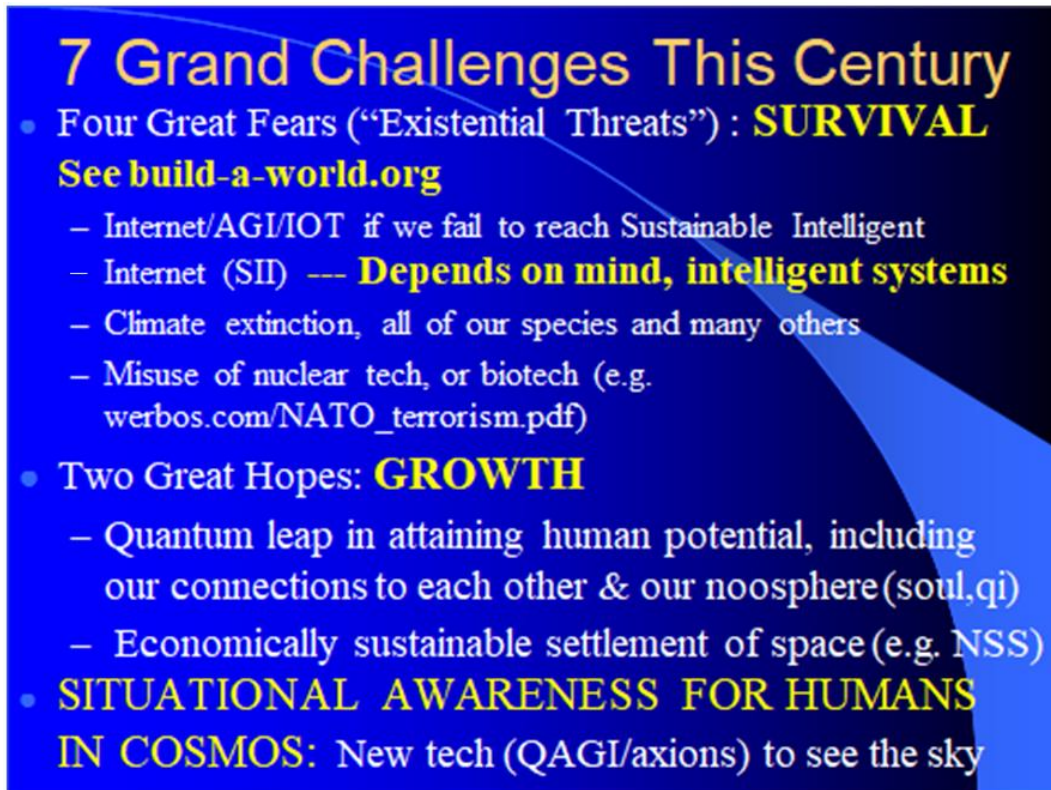 7 Grand Challenges This Century
• Four Great Fears (“Existential Threats”) : SURVIVAL
See build-a-world.org
– Internet/AGI/IOT if we fail to reach Sustainable Intelligent
– Internet (SII) --- Depends on mind, intelligent systems
– Climate extinction, all of our species and many others
– Misuse of nuclear tech, or biotech (e.g.
werbos.com/NATO_terrorism.pdf)
• Two Great Hopes: GROWTH
– Quantum leap in attaining human potential, including
our connections to each other & our noosphere (soul,qi)
– Economically sustainable settlement of space (e.g. NSS)
• SITUATIONAL AWARENESS FOR HUMANS
IN COSMOS: New tech (QAGI/axions) to see the sky